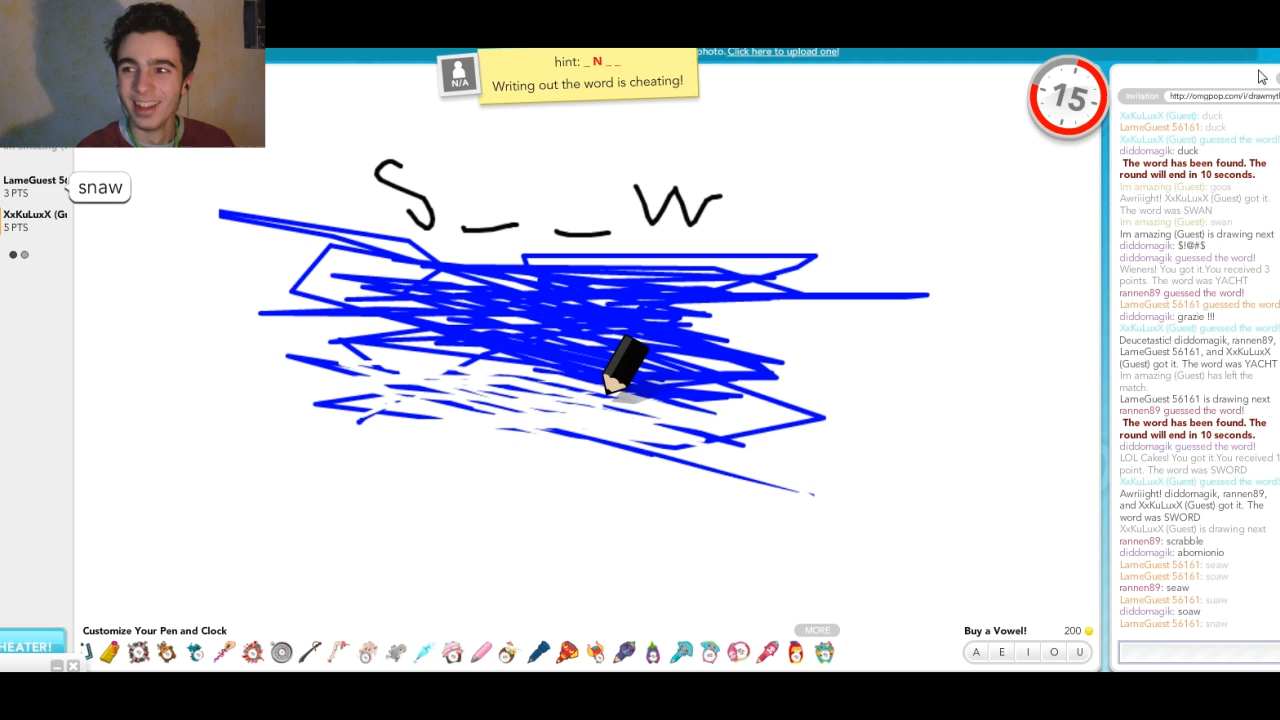 photo. Click here to upload one!
N/A
hint: _ N _ _
Writing out the word is cheating!
15
Invitation http://omgpop.com/i/drawmyth
LameGuest 56
3 PTS
snaw
XxKuLuxX (Gu
5 PTS
S _ _ W
XxKuLuxX (Guest): duck
LameGuest 56161: duck
XxKuLuxX (Guest) guessed the word!
diddomagik: duck
The word has been found. The
round will end in 10 seconds.
Im amazing (Guest): goos
Awriiight! XxKuLuxX (Guest) got it.
The word was SWAN
Im amazing (Guest): swan
Im amazing (Guest) is drawing next
diddomagik: $!@#$
diddomagik guessed the word!
Wieners! You got it.You received 3
points. The word was YACHT
rannen89 guessed the word!
LameGuest 56161 guessed the word
diddomagik: grazie !!!
XxKuLuxX (Guest) guessed the word!
Deucetastic! diddomagik, rannen89,
LameGuest 56161, and XxKuLuxX
(Guest) got it. The word was YACHT
Im amazing (Guest) has left the
match.
LameGuest 56161 is drawing next
rannen89 guessed the word!
The word has been found. The
round will end in 10 seconds.
diddomagik guessed the word!
LOL Cakes! You got it.You received 1
point. The word was SWORD
XxKuLuxX (Guest) guessed the word!
Awriiight! diddomagik, rannen89,
and XxKuLuxX (Guest) got it. The
word was SWORD
XxKuLuxX (Guest) is drawing next
rannen89: scrabble
diddomagik: abomionio
LameGuest 56161: seaw
LameGuest 56161: soaw
rannen89: seaw
LameGuest 56161: suaw
diddomagik: soaw
LameGuest 56161: snaw
Customize Your Pen and Clock
MORE
Buy a Vowel! 200
A E I O U
HEATER!